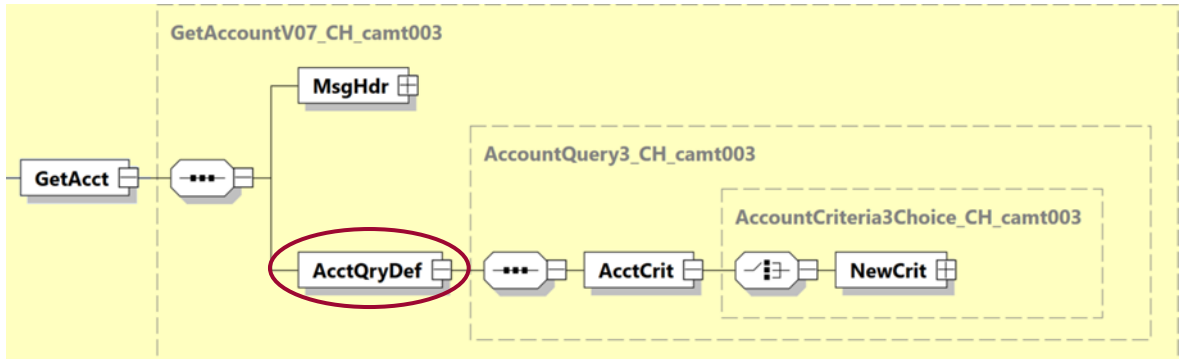 GetAccountV07_CH_camt003
MsgHdr
AccountQuery3_CH_camt003
GetAcct
AccountCriteria3Choice_CH_camt003
AcctQryDef
AcctCrit
NewCrit